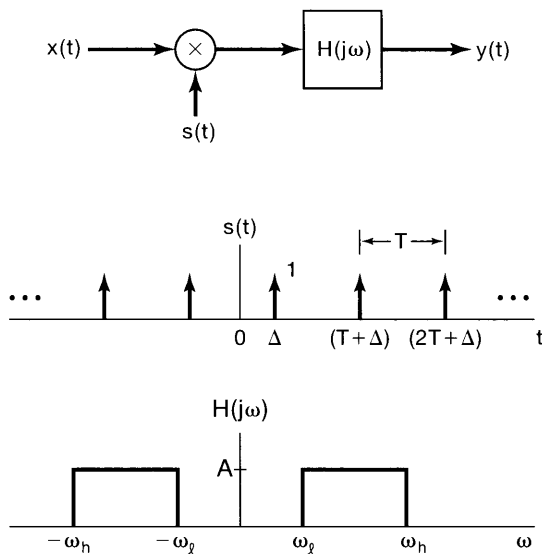 x(t) × H(jω) y(t)
s(t)
s(t)
T
1
0 Δ (T + Δ) (2T + Δ) t
H(jω)
A
−ω_h −ω_ℓ ω_ℓ ω_h ω